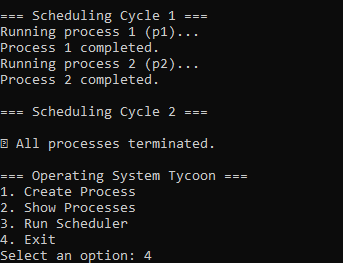 === Scheduling Cycle 1 ===
Running process 1 (p1)...
Process 1 completed.
Running process 2 (p2)...
Process 2 completed.
=== Scheduling Cycle 2 ===
All processes terminated.
=== Operating System Tycoon ===
1. Create Process
2. Show Processes
3. Run Scheduler
4. Exit
Select an option: 4